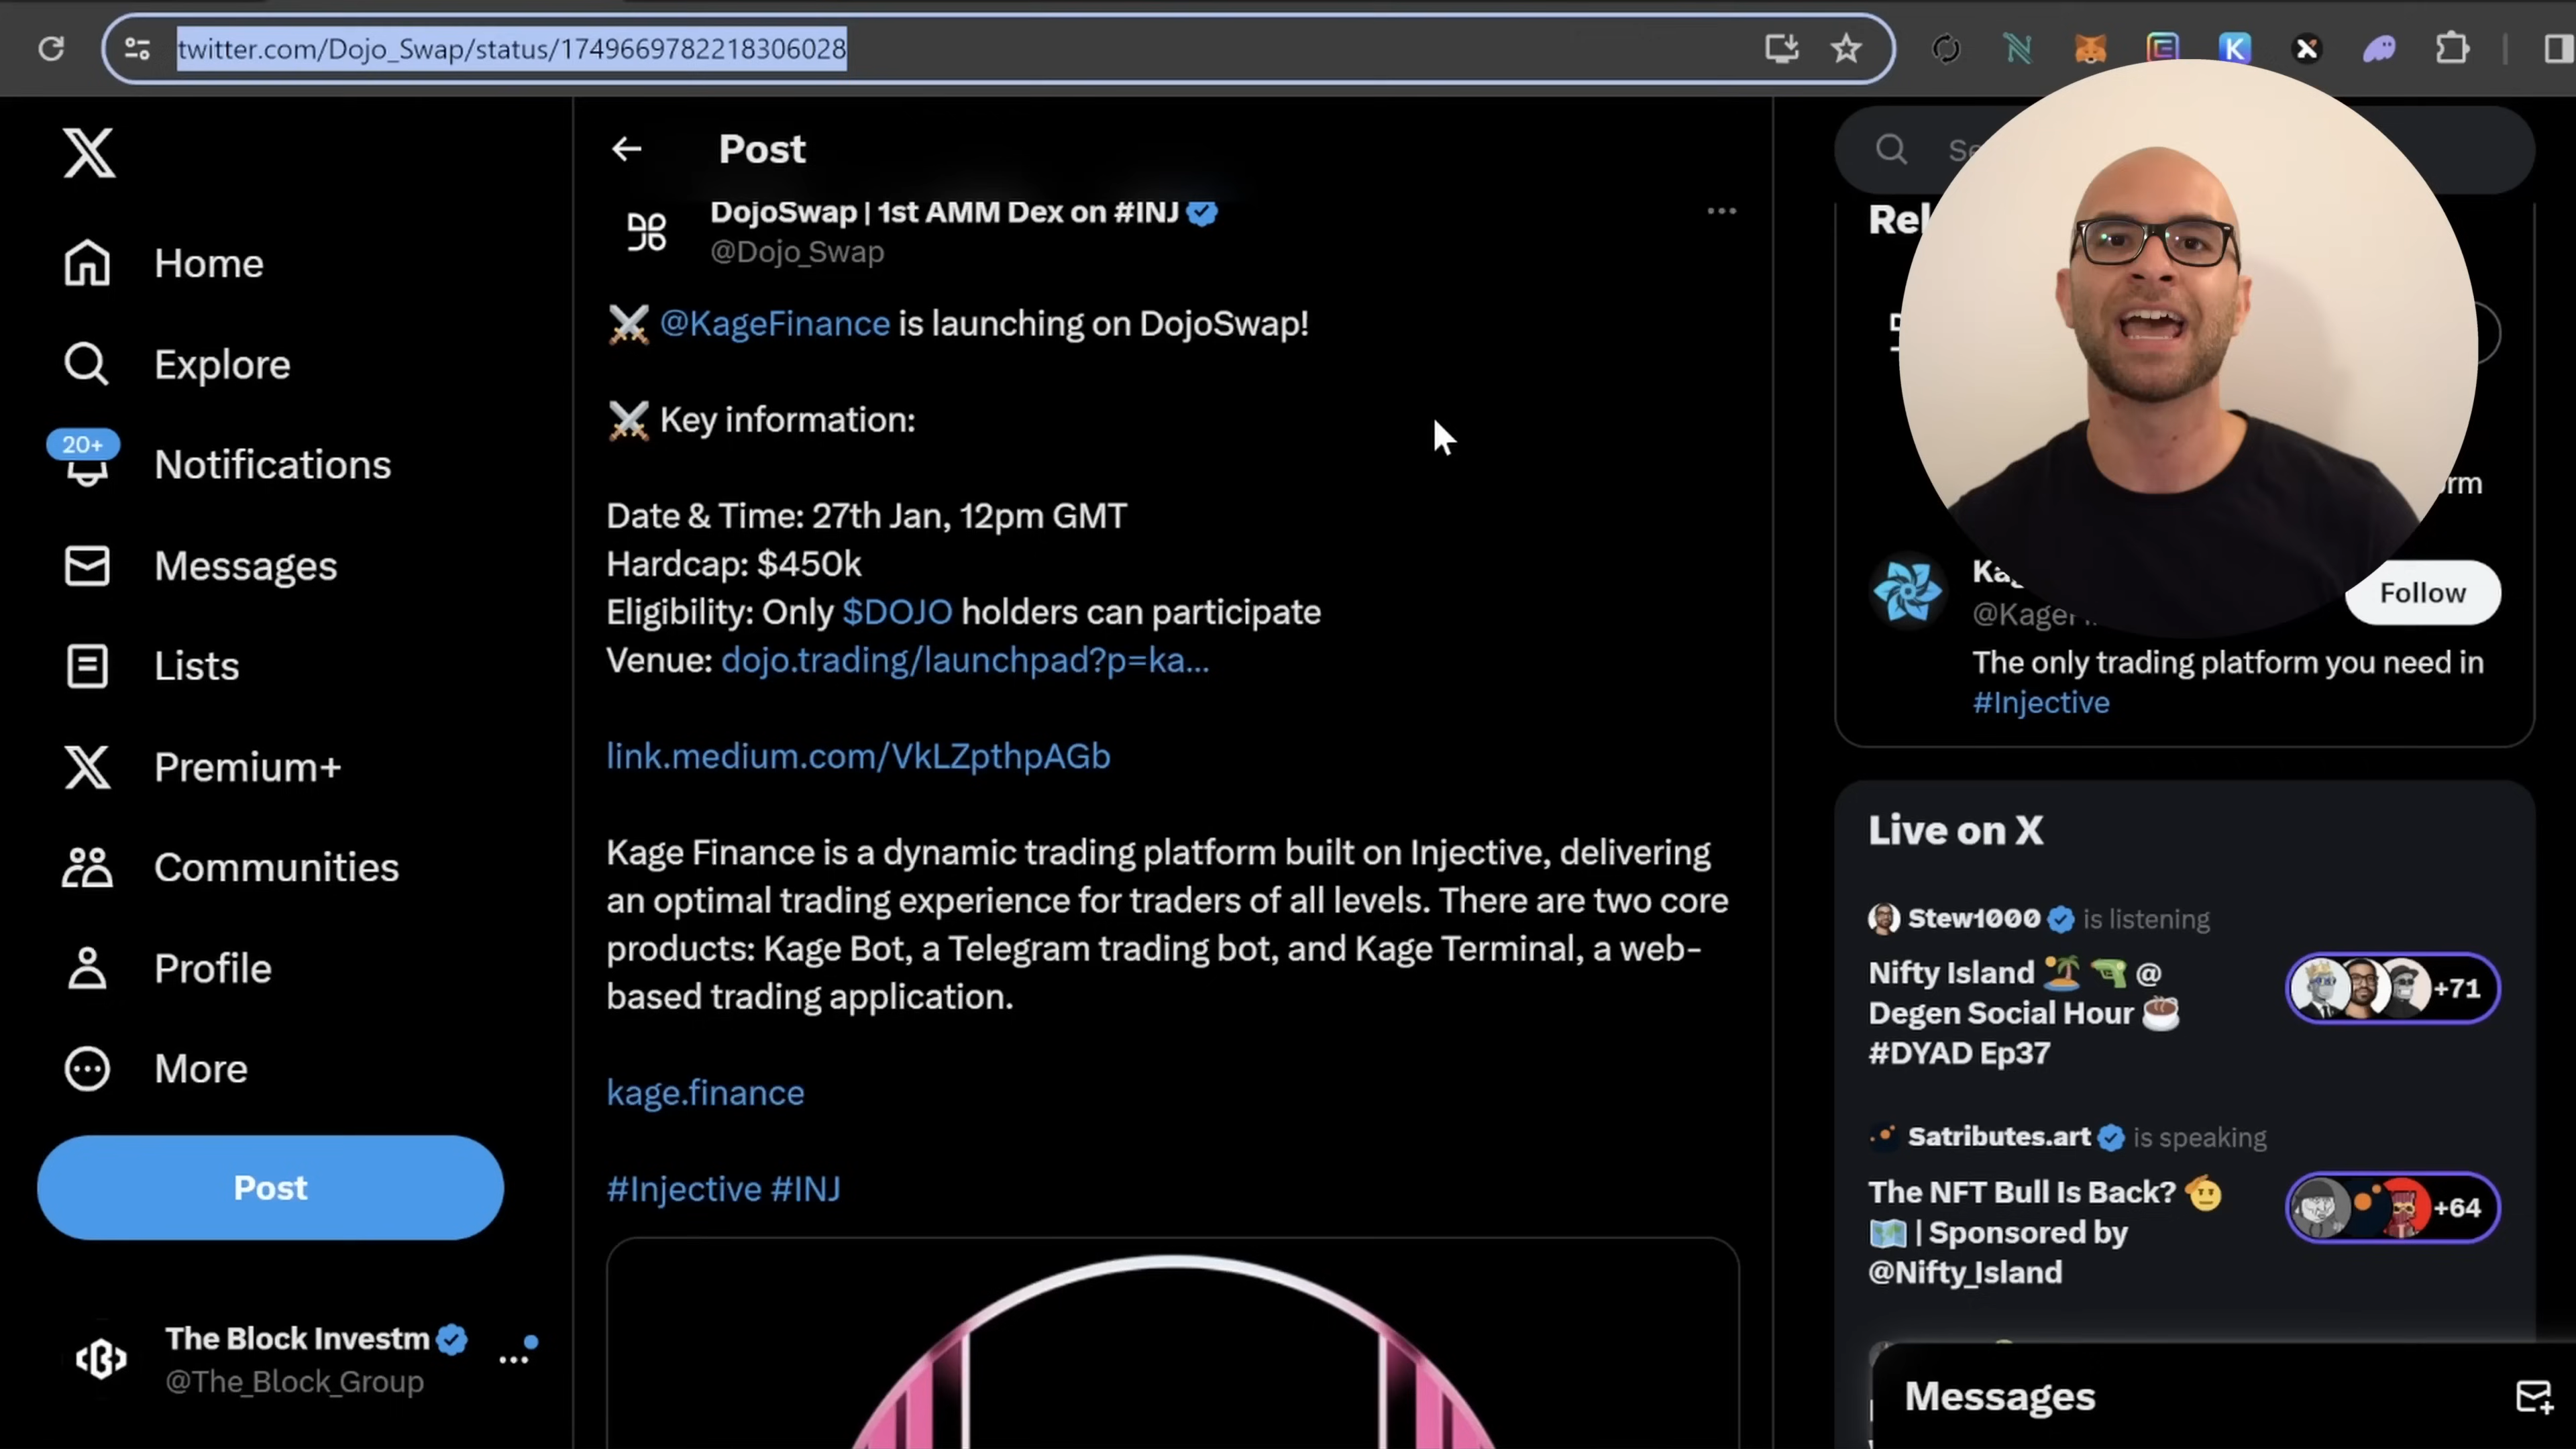 twitter.com/Dojo_Swap/status/1749669782218306028
Home
Explore
20+
Notifications
Messages
Lists
Premium+
Communities
Profile
More
Post
The Block Investm
@The_Block_Group
Post
DojoSwap | 1st AMM Dex on #INJ
@Dojo_Swap
@KageFinance is launching on DojoSwap!
Key information:
Date & Time: 27th Jan, 12pm GMT
Hardcap: $450k
Eligibility: Only $DOJO holders can participate
Venue: dojo.trading/launchpad?p=ka...
link.medium.com/VkLZpthpAGb
Kage Finance is a dynamic trading platform built on Injective, delivering
an optimal trading experience for traders of all levels. There are two core
products: Kage Bot, a Telegram trading bot, and Kage Terminal, a web-
based trading application.
kage.finance
#Injective #INJ
Follow
The only trading platform you need in
#Injective
Live on X
Stew1000 is listening
Nifty Island @
Degen Social Hour
#DYAD Ep37
+71
Satributes.art is speaking
The NFT Bull Is Back?
| Sponsored by
@Nifty_Island
+64
Messages